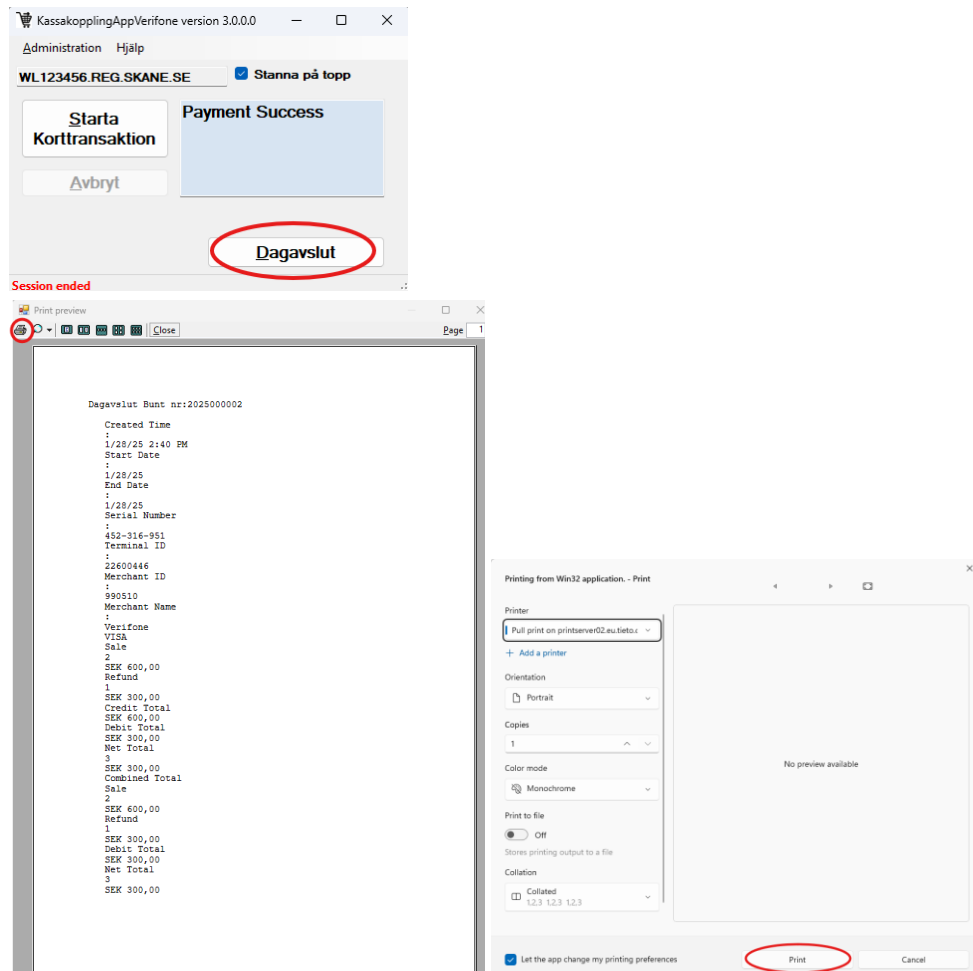 KassakopplingAppVerifone version 3.0.0.0
Administration Hjälp
WL123456.REG.SKANE.SE Stanna på topp
Starta
Korttransaktion
Payment Success
Avbryt
Dagavslut
Session ended
Print preview
Close Page 1
Dagavslut Bunt nr:2025000002
Created Time
:
1/28/25 2:40 PM
Start Date
:
1/28/25
End Date
:
1/28/25
Serial Number
:
452-316-951
Terminal ID
:
22600446
Merchant ID
:
990510
Merchant Name
:
Verifone
VISA
Sale
2
SEK 600,00
Refund
1
SEK 300,00
Credit Total
SEK 600,00
Debit Total
SEK 300,00
Net Total
3
SEK 300,00
Combined Total
Sale
2
SEK 600,00
Refund
1
SEK 300,00
Debit Total
SEK 300,00
Net Total
3
SEK 300,00
Printing from Win32 application. - Print
Printer
Pull print on printserver02.eu.tieto.c
+ Add a printer
Orientation
Portrait
Copies
1
Color mode
Monochrome
Print to file
Off
Stores printing output to a file
Collation
Collated
1,2,3 1,2,3 1,2,3
No preview available
Let the app change my printing preferences
Print Cancel